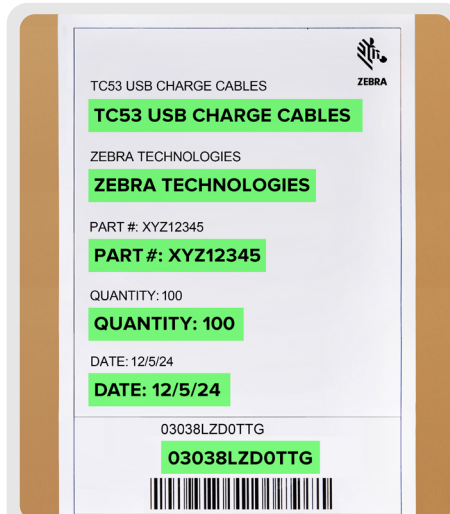 ZEBRA
TC53 USB CHARGE CABLES
TC53 USB CHARGE CABLES
ZEBRA TECHNOLOGIES
ZEBRA TECHNOLOGIES
PART #: XYZ12345
PART #: XYZ12345
QUANTITY: 100
QUANTITY: 100
DATE: 12/5/24
DATE: 12/5/24
03038LZD0TTG
03038LZD0TTG